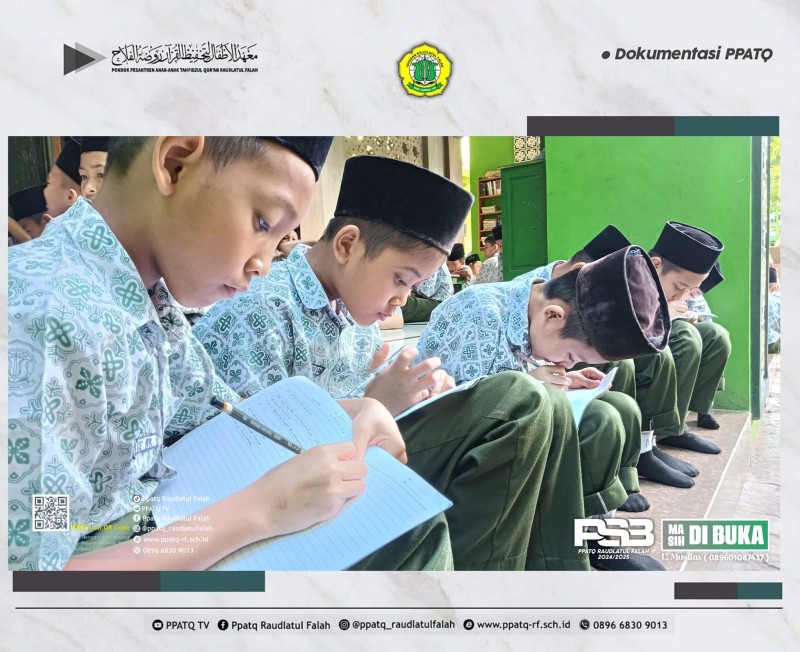 معهد الأطفال لتحفيظ القرآن روضة الفلاح
PONDOK PESANTREN ANAK-ANAK TAHFIDZUL QUR'AN RAUDLATUL FALAH
Dokumentasi PPATQ
Ppatq Raudlatul Falah
PPATQ TV
Ppatq Raudlatul Falah
@ppatq_raudlatulfalah
www.ppatq-rf.sch.id
0896 6830 9013
PSB
PPATQ RAUDLATUL FALAH
2024/2025
MASIH DI BUKA
Muslim ( 089601087437 )
PPATQ TV Ppatq Raudlatul Falah @ppatq_raudlatulfalah www.ppatq-rf.sch.id 0896 6830 9013